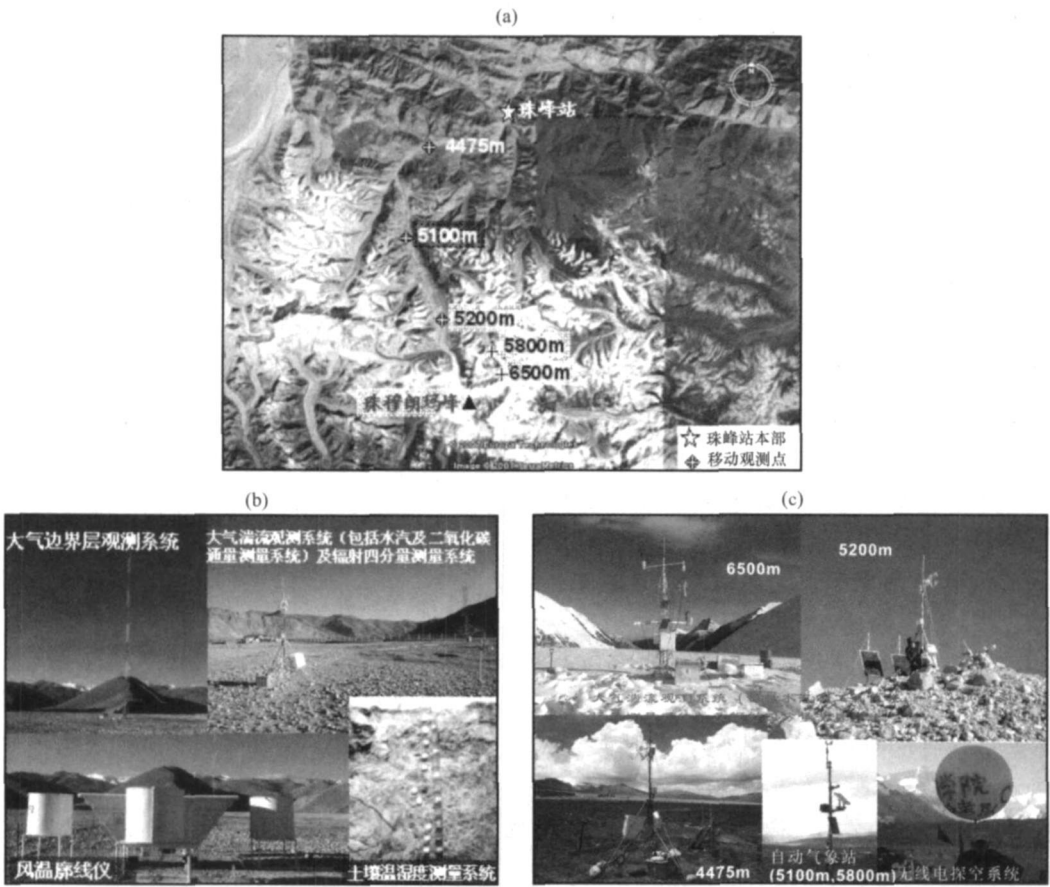 (a)
珠峰站
4475m
5100m
5200m
5800m
6500m
珠穆朗玛峰
珠峰站本部
移动观测点
(b)
大气边界层观测系统
大气湍流观测系统（包括水汽及二氧化碳
通量测量系统）及辐射四分量测量系统
风温廓线仪
土壤温湿度测量系统
(c)
6500m
5200m
4475m
自动气象站
(5100m,5800m)
无线电探空系统